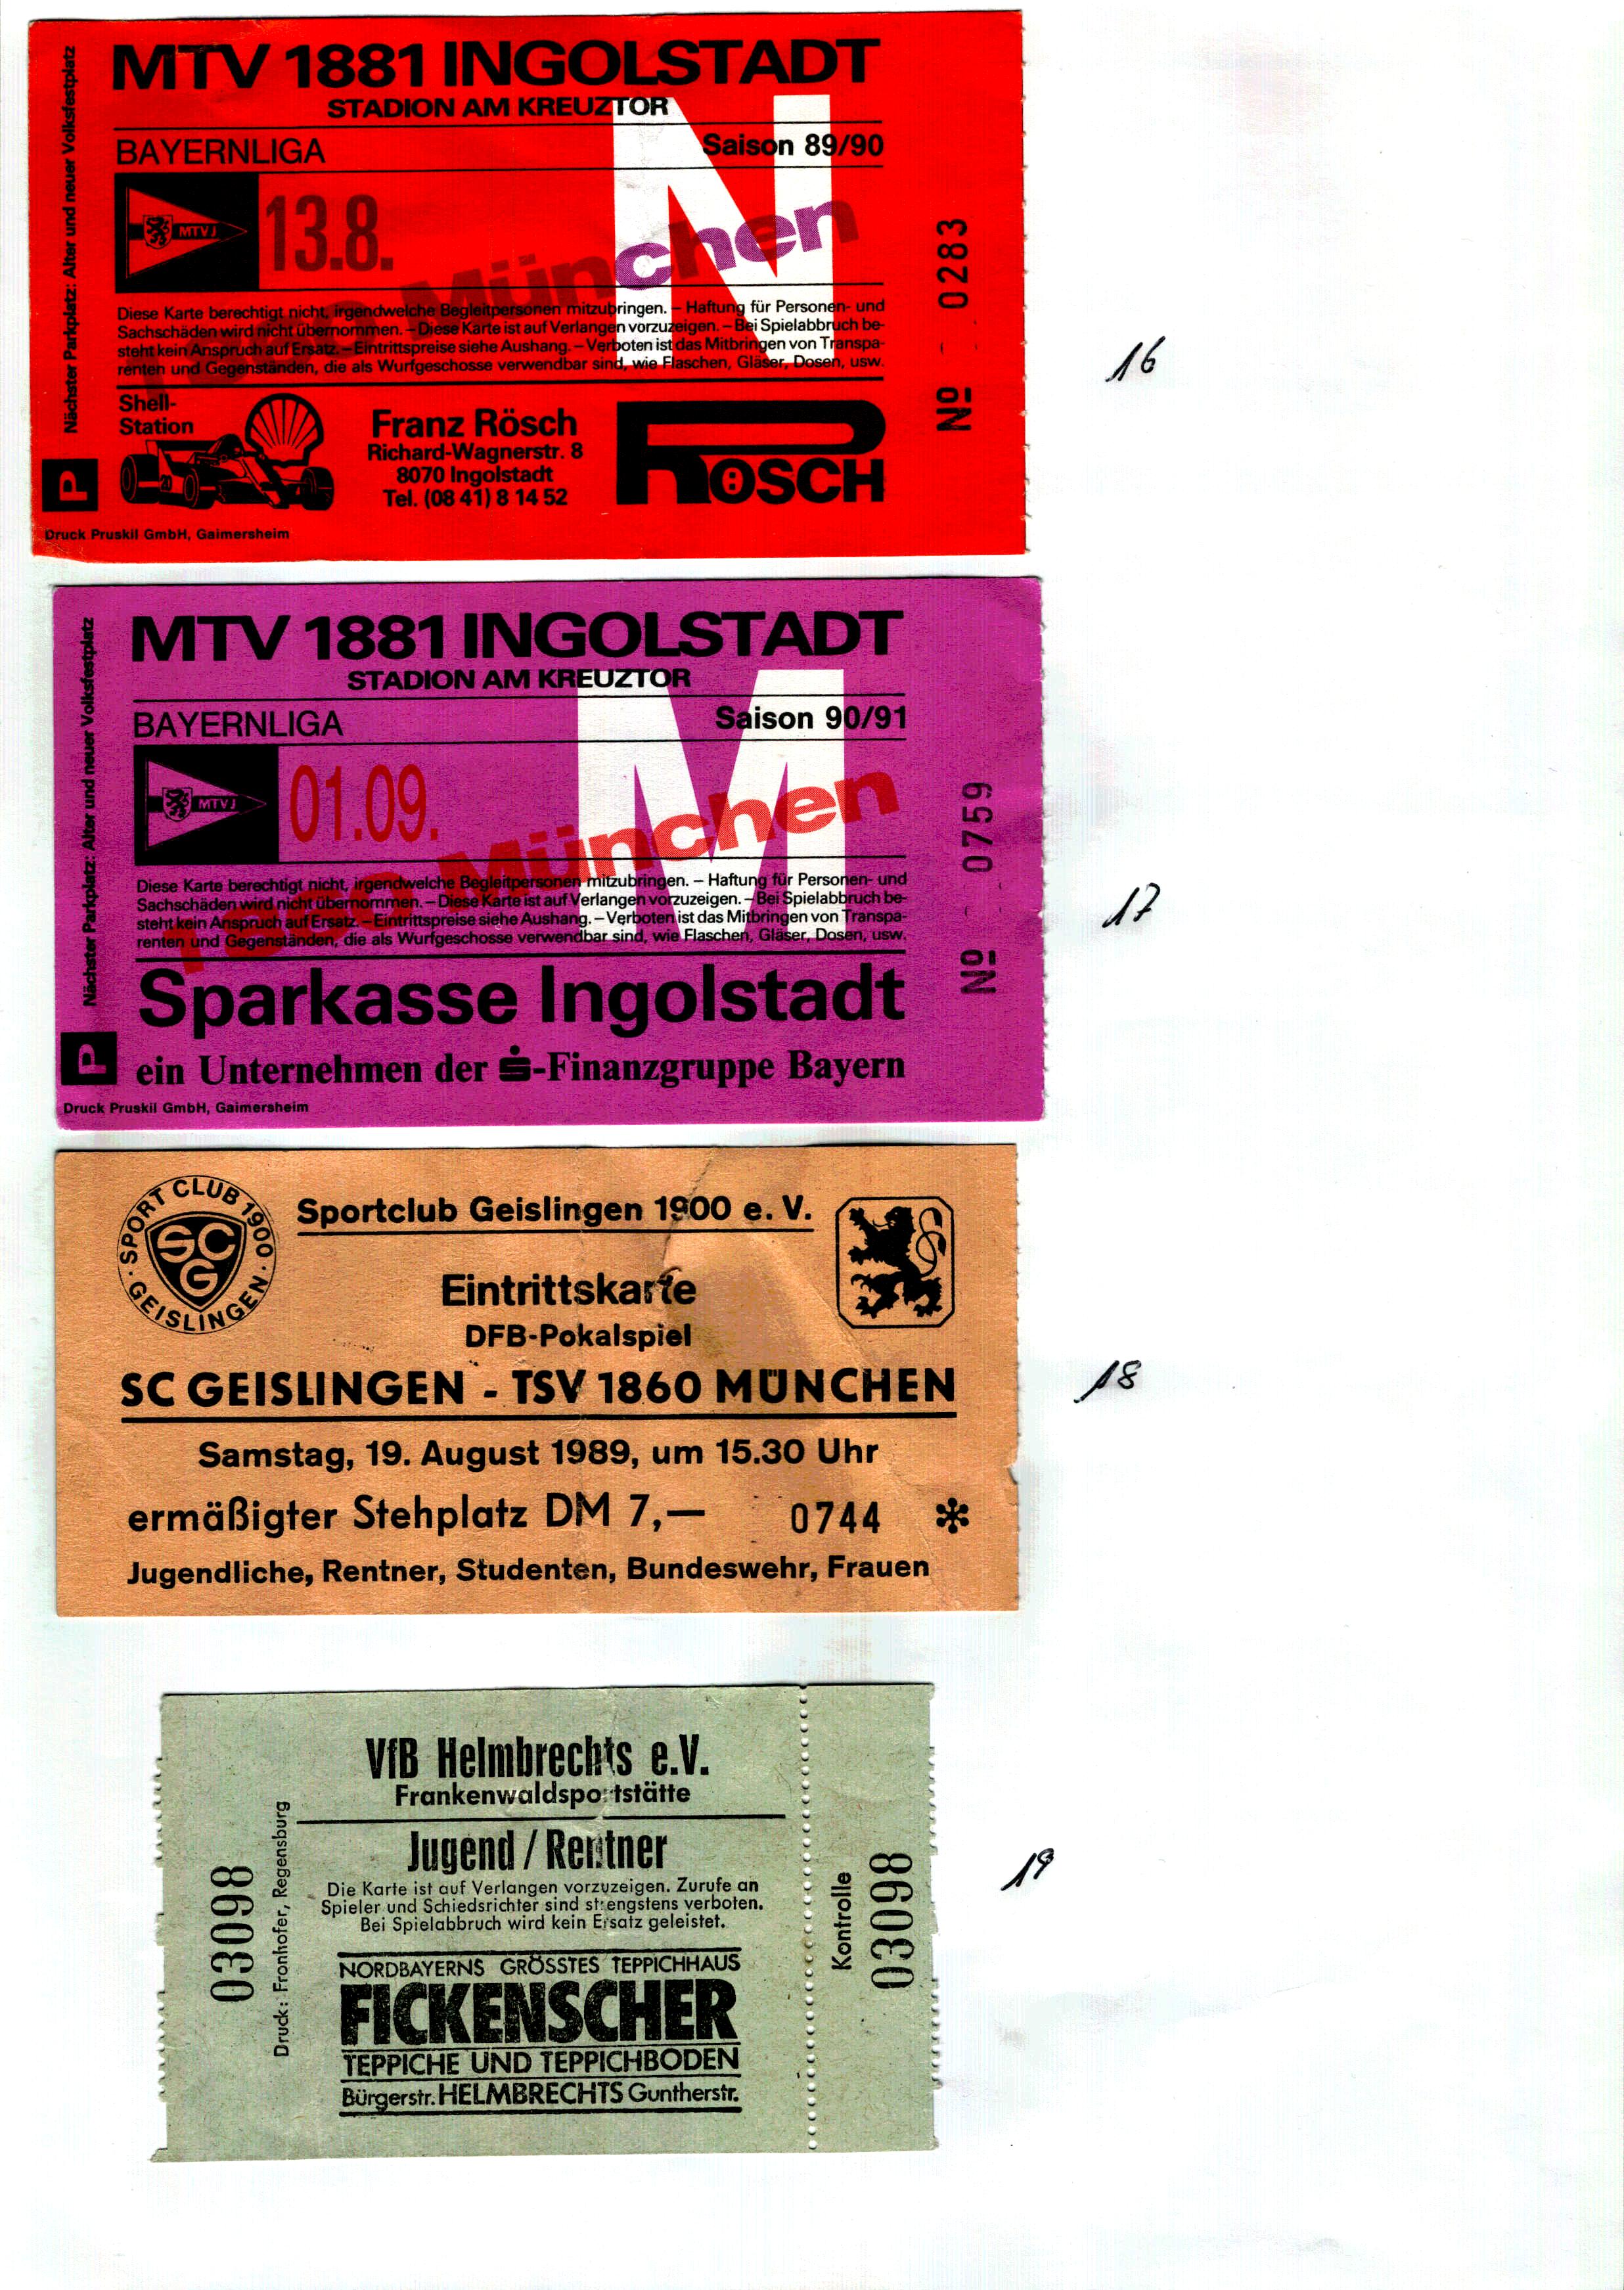 MTV 1881 INGOLSTADT
STADION AM KREUZTOR
BAYERNLIGA
Saison 89/90
N
MTVJ
13.8.
1860 München
Diese Karte berechtigt nicht, irgendwelche Begleitpersonen mitzubringen. – Haftung für Personen- und
Sachschäden wird nicht übernommen. – Diese Karte ist auf Verlangen vorzuzeigen. – Bei Spielabbruch be-
steht kein Anspruch auf Ersatz. – Eintrittspreise siehe Aushang. – Verboten ist das Mitbringen von Transpa-
renten und Gegenständen, die als Wurfgeschosse verwendbar sind, wie Flaschen, Gläser, Dosen, usw.
Shell-
Station
Franz Rösch
Richard-Wagnerstr. 8
8070 Ingolstadt
Tel. (08 41) 8 14 52
RÖSCH
Nächster Parkplatz: Alter und neuer Volksfestplatz
P
Druck Pruskil GmbH, Gaimersheim
Nº - 0283
16
MTV 1881 INGOLSTADT
STADION AM KREUZTOR
BAYERNLIGA
Saison 90/91
M
MTVJ
01.09.
1860 München
Diese Karte berechtigt nicht, irgendwelche Begleitpersonen mitzubringen. – Haftung für Personen- und
Sachschäden wird nicht übernommen. – Diese Karte ist auf Verlangen vorzuzeigen. – Bei Spielabbruch be-
steht kein Anspruch auf Ersatz. – Eintrittspreise siehe Aushang. – Verboten ist das Mitbringen von Transpa-
renten und Gegenständen, die als Wurfgeschosse verwendbar sind, wie Flaschen, Gläser, Dosen, usw.
Sparkasse Ingolstadt
ein Unternehmen der S-Finanzgruppe Bayern
Nächster Parkplatz: Alter und neuer Volksfestplatz
P
Druck Pruskil GmbH, Gaimersheim
Nº - 0759
17
SPORT CLUB 1900 · GEISLINGEN ·
SCG
Sportclub Geislingen 1900 e. V.
Eintrittskarte
DFB-Pokalspiel
SC GEISLINGEN - TSV 1860 MÜNCHEN
Samstag, 19. August 1989, um 15.30 Uhr
ermäßigter Stehplatz DM 7,— 0744 *
Jugendliche, Rentner, Studenten, Bundeswehr, Frauen
18
VfB Helmbrechts e.V.
Frankenwaldsportstätte
Jugend / Rentner
Die Karte ist auf Verlangen vorzuzeigen. Zurufe an
Spieler und Schiedsrichter sind strengstens verboten.
Bei Spielabbruch wird kein Ersatz geleistet.
NORDBAYERNS GRÖSSTES TEPPICHHAUS
FICKENSCHER
TEPPICHE UND TEPPICHBODEN
Bürgerstr. HELMBRECHTS Guntherstr.
03098
Druck: Fronhofer, Regensburg
Kontrolle
03098
19